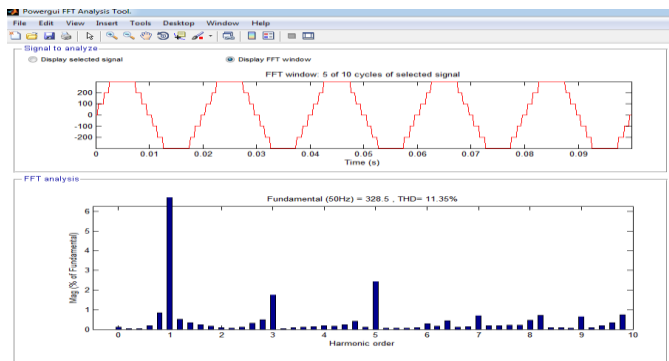 Powergui FFT Analysis Tool.
File Edit View Insert Tools Desktop Window Help
Signal to analyze
Display selected signal Display FFT window
FFT window: 5 of 10 cycles of selected signal
200
100
0
-100
-200
0 0.01 0.02 0.03 0.04 0.05 0.06 0.07 0.08 0.09
Time (s)
FFT analysis
Fundamental (50Hz) = 328.5 , THD= 11.35%
Mag (% of Fundamental)
6
5
4
3
2
1
0
0 1 2 3 4 5 6 7 8 9 10
Harmonic order